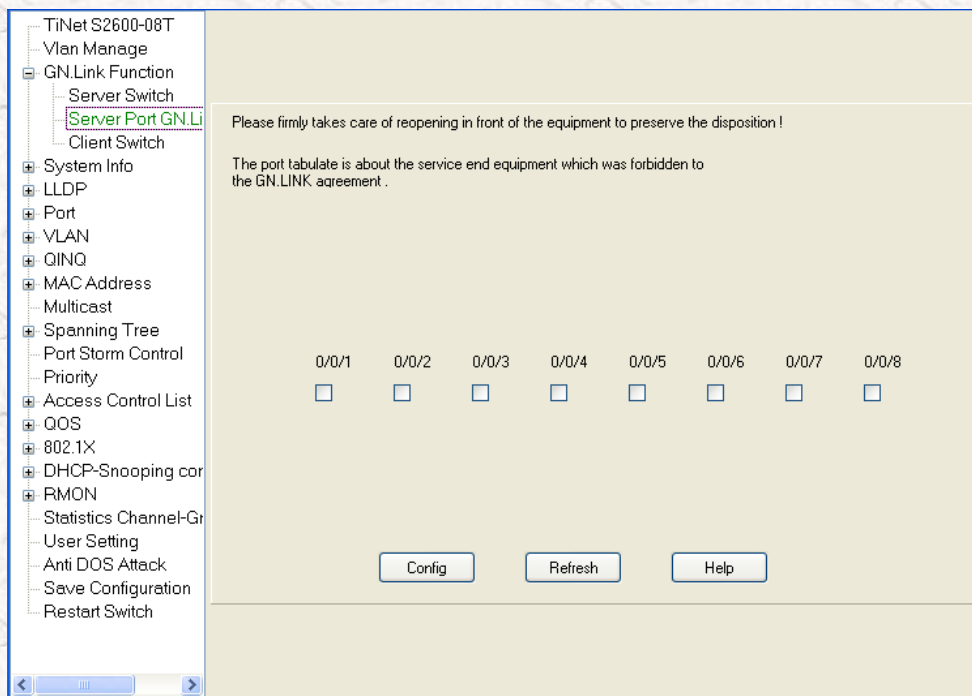 TiNet S2600-08T
Vlan Manage
GN.Link Function
Server Switch
Server Port GN.Li
Client Switch
System Info
LLDP
Port
VLAN
QINQ
MAC Address
Multicast
Spanning Tree
Port Storm Control
Priority
Access Control List
QOS
802.1X
DHCP-Snooping cor
RMON
Statistics Channel-Gr
User Setting
Anti DOS Attack
Save Configuration
Restart Switch
Please firmly takes care of reopening in front of the equipment to preserve the disposition !
The port tabulate is about the service end equipment which was forbidden to
the GN.LINK agreement .
0/0/1 0/0/2 0/0/3 0/0/4 0/0/5 0/0/6 0/0/7 0/0/8
Config Refresh Help